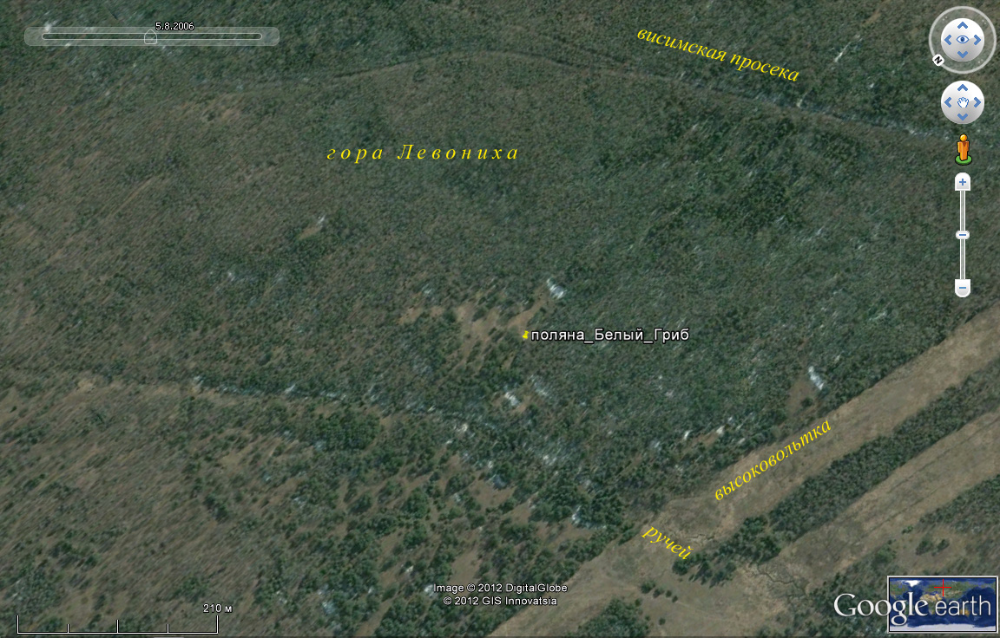 5.8.2006
висимская просека
N
гора Левониха
поляна_Белый_Гриб
высоковольтка
ручей
Image © 2012 DigitalGlobe
© 2012 GIS Innovatsia
210 м
Google earth